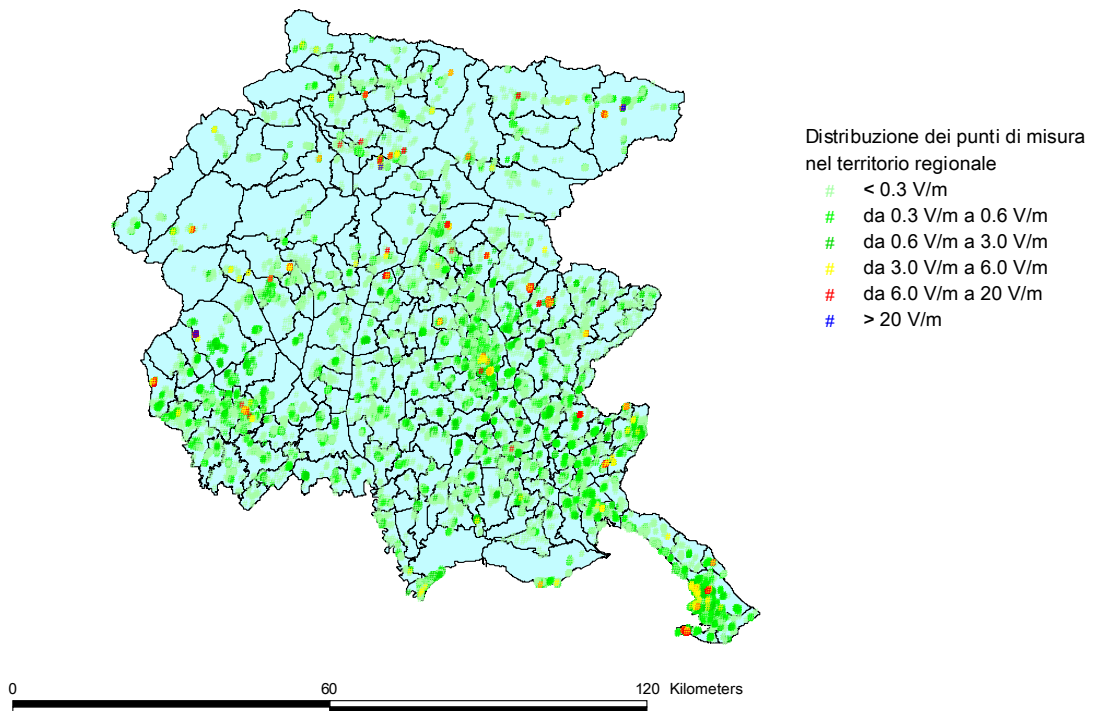 Distribuzione dei punti di misura
nel territorio regionale
# < 0.3 V/m
# da 0.3 V/m a 0.6 V/m
# da 0.6 V/m a 3.0 V/m
# da 3.0 V/m a 6.0 V/m
# da 6.0 V/m a 20 V/m
# > 20 V/m
0 60 120 Kilometers